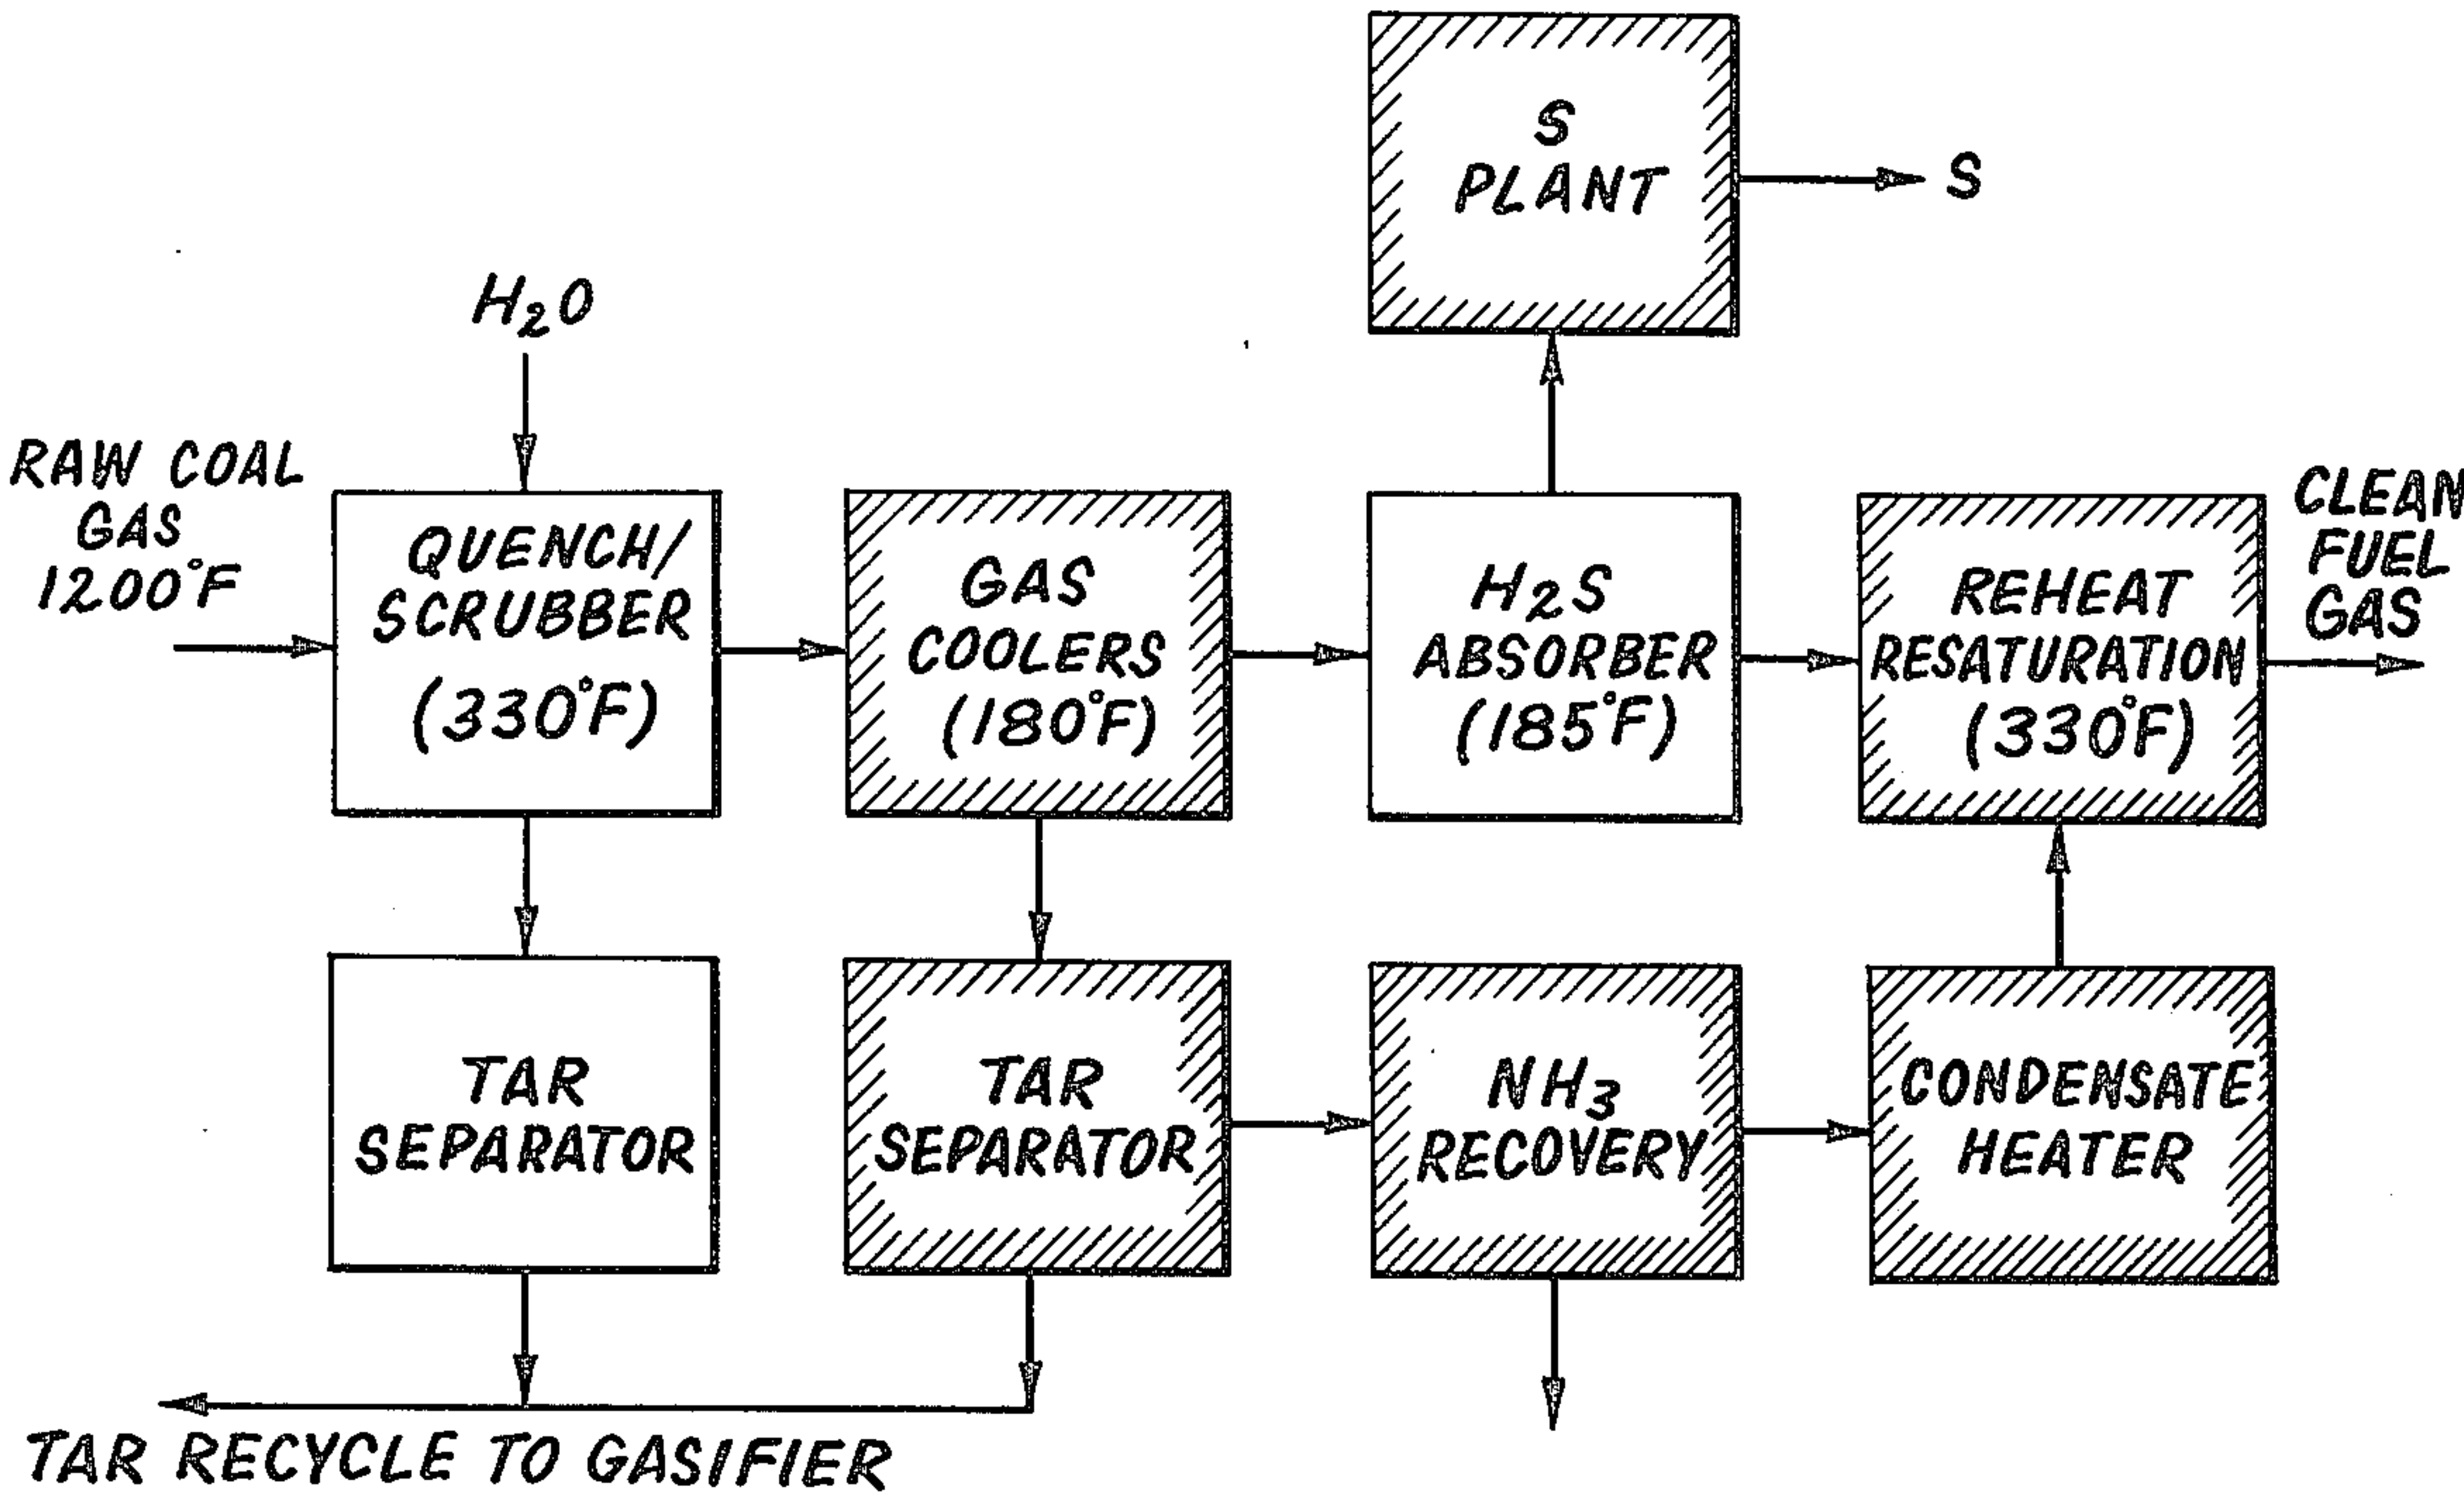 S
PLANT
S
H₂O
RAW COAL
GAS
1200°F
QUENCH/
SCRUBBER
(330°F)
GAS
COOLERS
(180°F)
H₂S
ABSORBER
(185°F)
REHEAT
RESATURATION
(330°F)
CLEAN
FUEL
GAS
TAR
SEPARATOR
TAR
SEPARATOR
NH₃
RECOVERY
CONDENSATE
HEATER
TAR RECYCLE TO GASIFIER